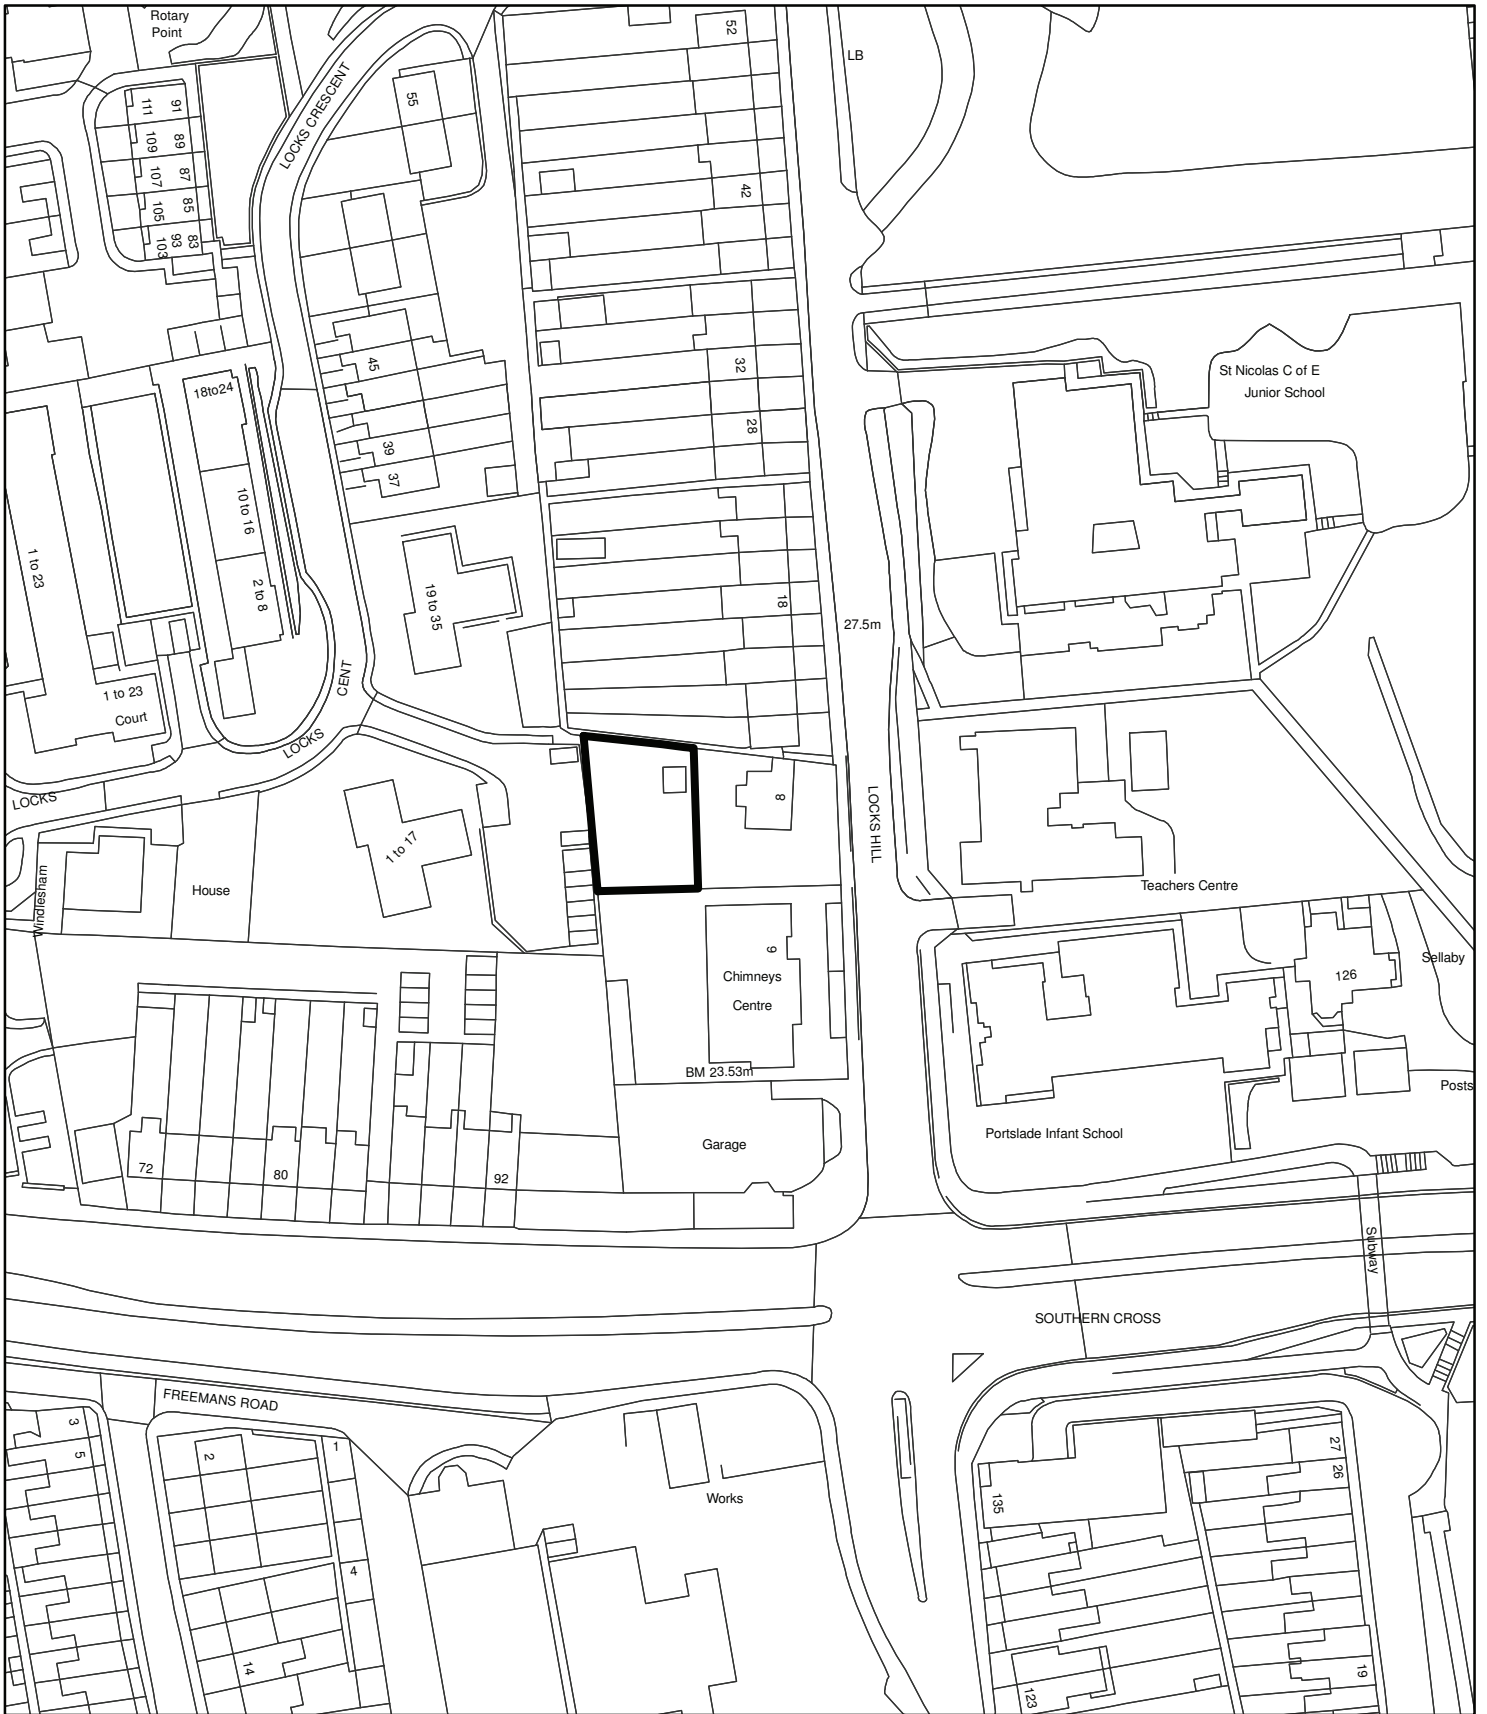 Rotary
Point
52
LB
LOCKS CRESCENT
55
111
91
109
89
107
87
105
85
103
93
83
42
45
32
St Nicolas C of E
Junior School
18to24
28
39
37
10 to 16
1 to 23
2 to 8
19 to 35
18
27.5m
CENT
1 to 23
Court
LOCKS
LOCKS
8
LOCKS HILL
1 to 17
House
Windlesham
Teachers Centre
9
Chimneys
Centre
126
Sellaby
BM 23.53m
Posts
Garage
Portslade Infant School
72
80
92
Subway
SOUTHERN CROSS
FREEMANS ROAD
3
5
2
1
27
26
Works
135
4
14
19
123